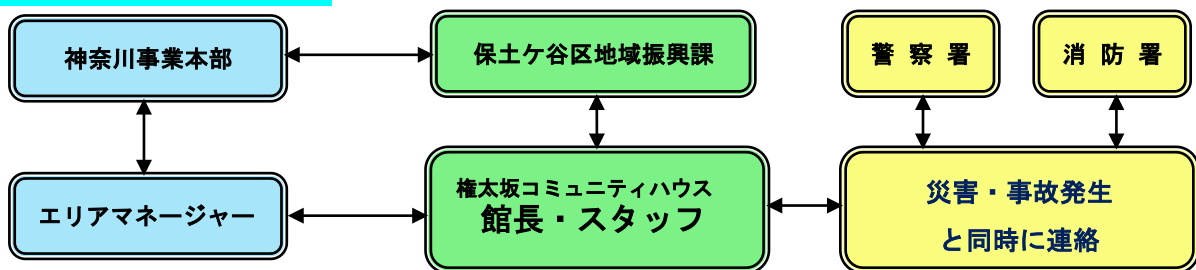 神奈川事業本部
保土ケ谷区地域振興課
警 察 署
消 防 署
エリアマネージャー
権太坂コミュニティハウス
館長・スタッフ
災害・事故発生
と同時に連絡